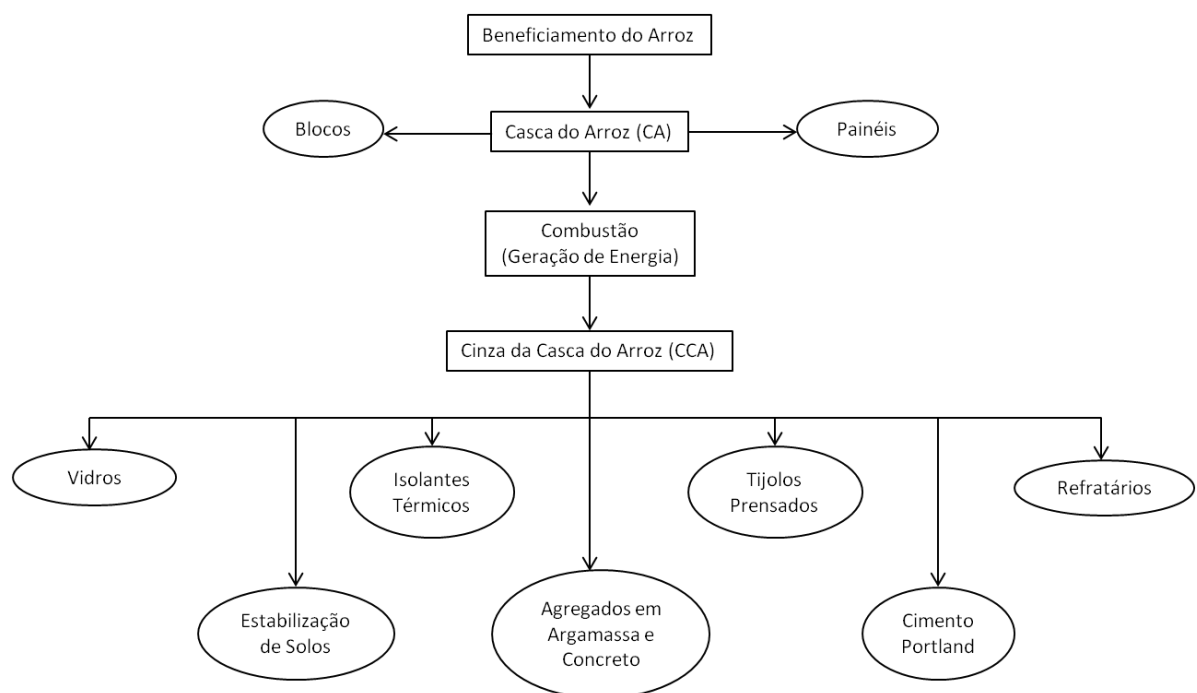 Beneficiamento do Arroz
Blocos
Casca do Arroz (CA)
Painéis
Combustão
(Geração de Energia)
Cinza da Casca do Arroz (CCA)
Vidros
Isolantes
Térmicos
Tijolos
Prensados
Refratários
Estabilização
de Solos
Agregados em
Argamassa e
Concreto
Cimento
Portland